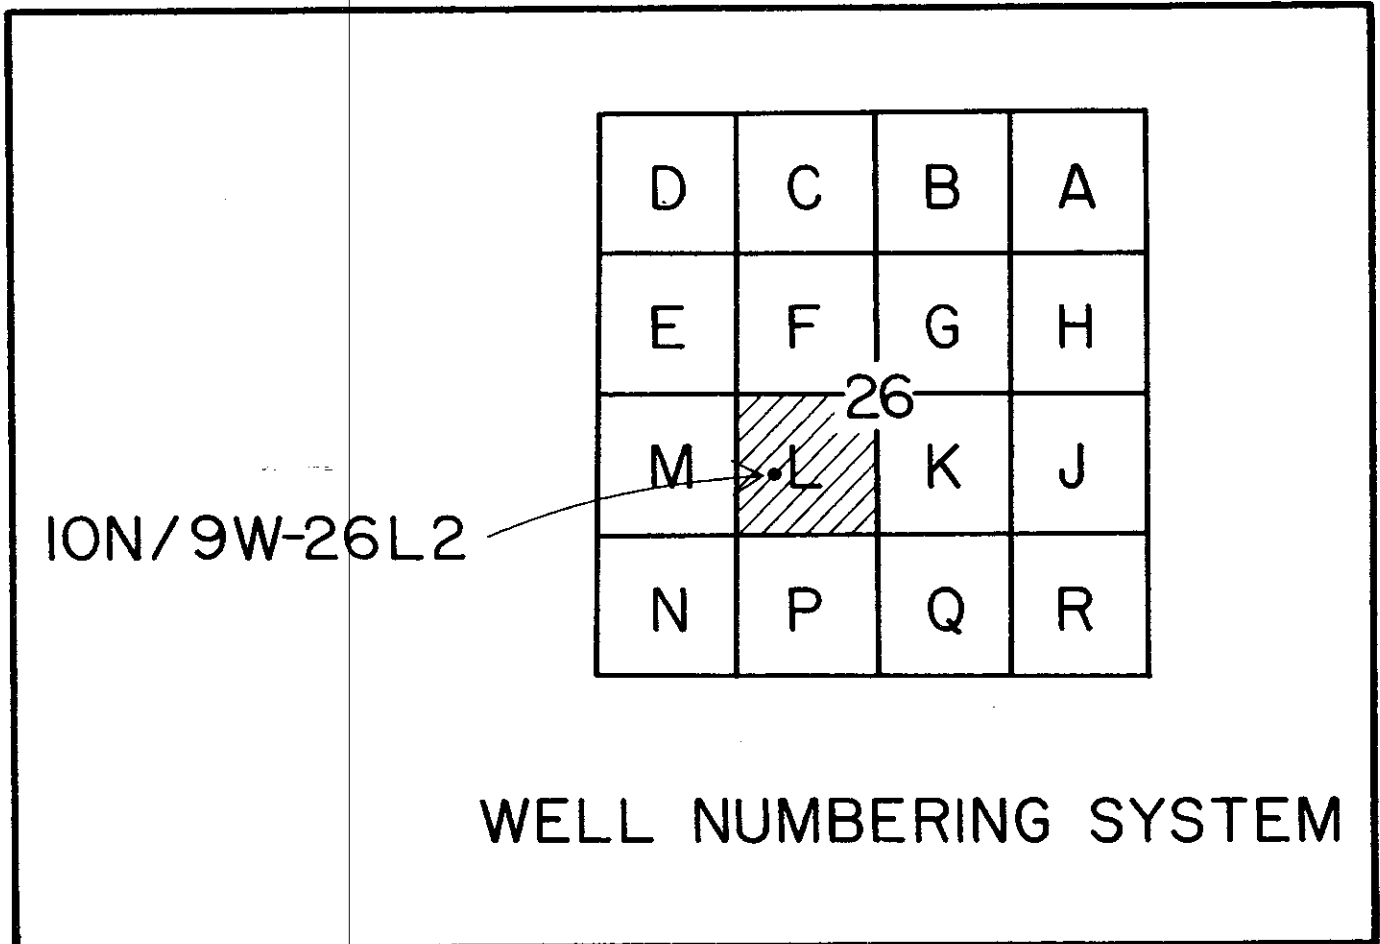 D C B A
E F G H
26
M L K J
10N/9W-26L2
N P Q R
WELL NUMBERING SYSTEM